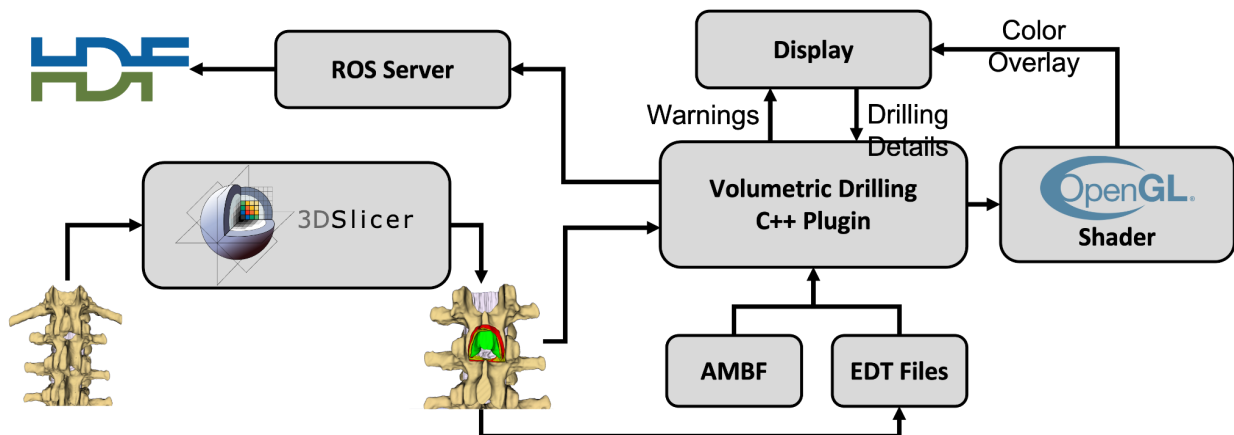 HDF
ROS Server
Display
Color
Overlay
Warnings
Drilling
Details
3DSlicer
Volumetric Drilling
C++ Plugin
OpenGL®
Shader
AMBF
EDT Files